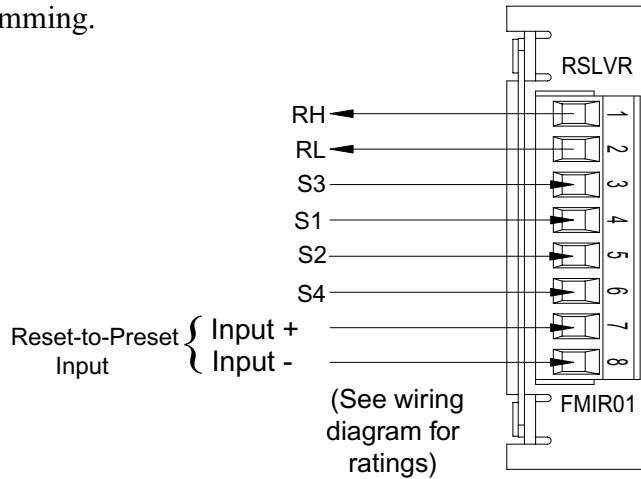 mming.
RSLVR
RH 1
RL 2
S3 3
S1 4
S2 5
S4 6
Reset-to-Preset Input
{ Input + 7
{ Input - 8
(See wiring
diagram for
ratings)
FMIR01